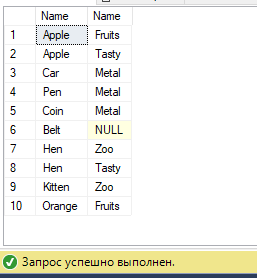 Name Name
1 Apple Fruits
2 Apple Tasty
3 Car Metal
4 Pen Metal
5 Coin Metal
6 Belt NULL
7 Hen Zoo
8 Hen Tasty
9 Kitten Zoo
10 Orange Fruits
Запрос успешно выполнен.